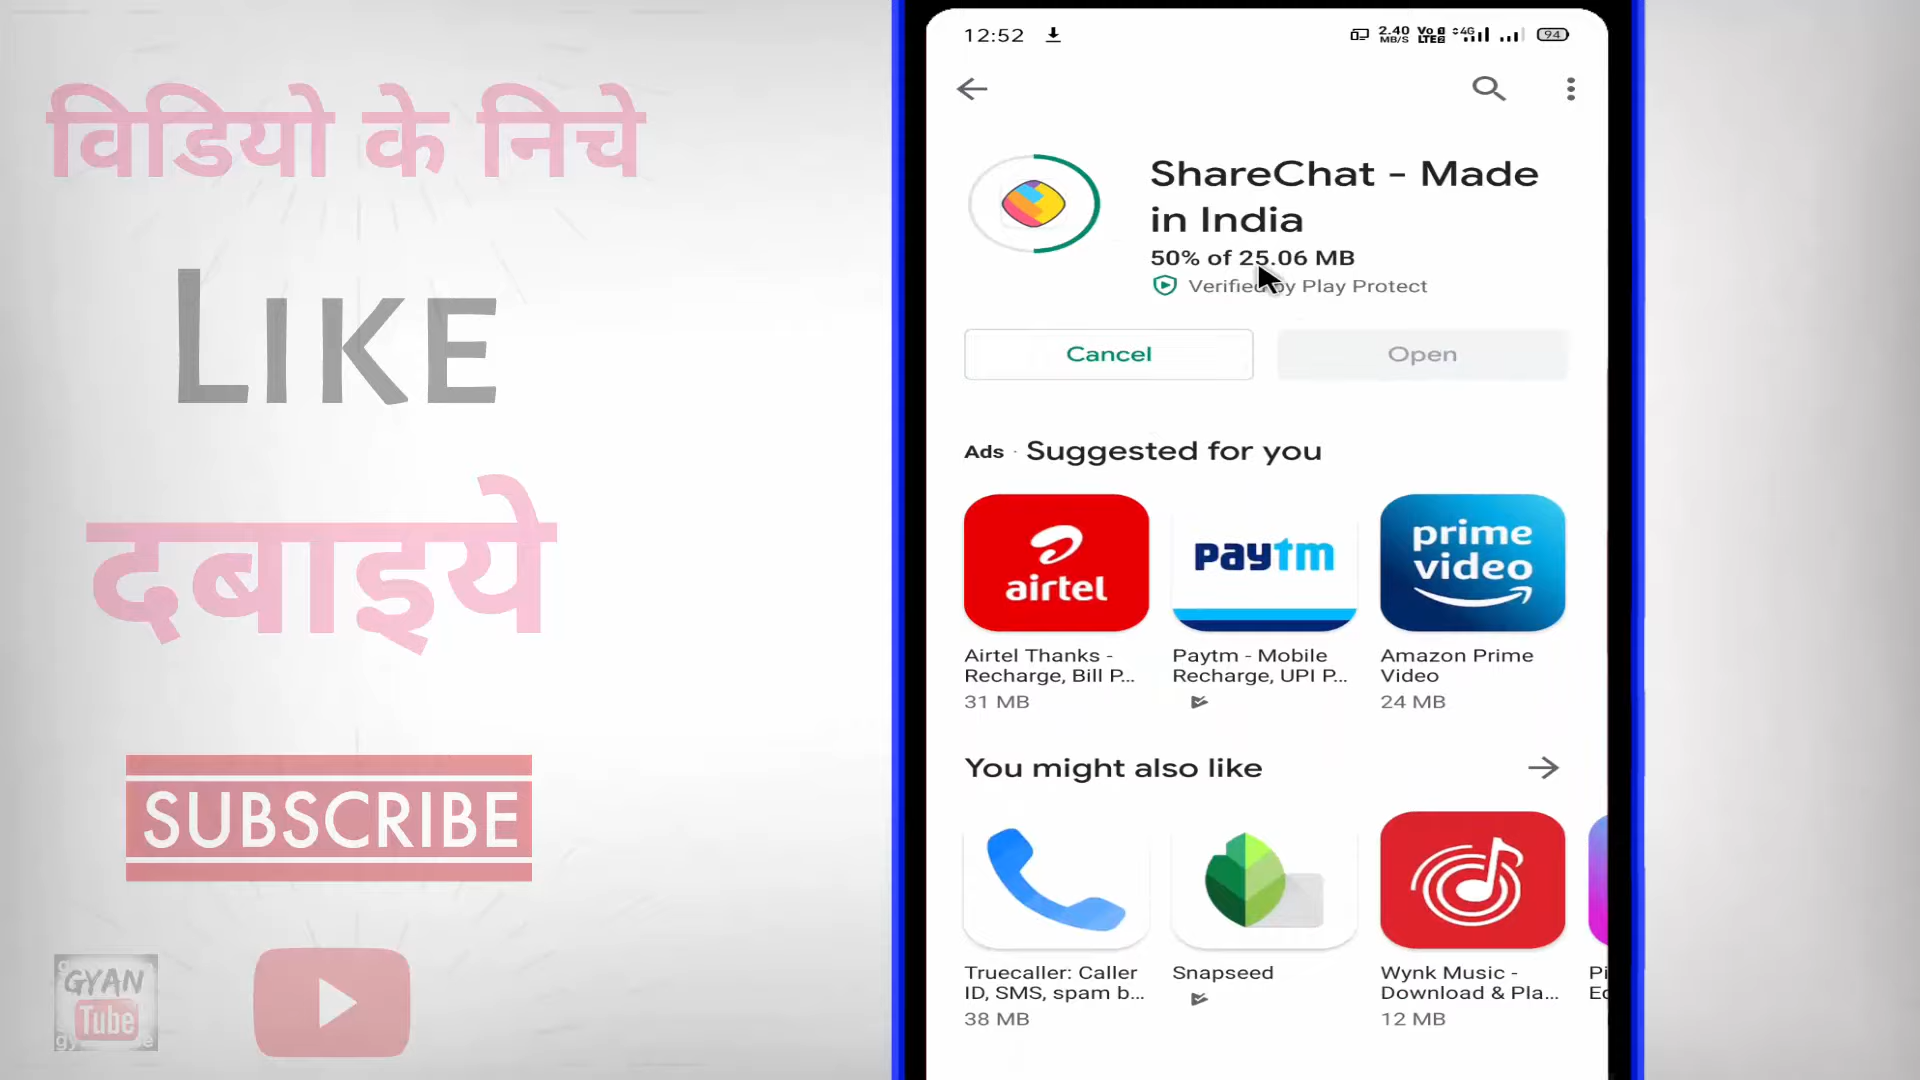 विडियो के निचे
LIKE
दबाइये
SUBSCRIBE
GYAN
Tube
12:52
2.40
MB/S
Vo
LTE2
4G
94
ShareChat - Made
in India
50% of 25.06 MB
Verified by Play Protect
Cancel
Open
Ads · Suggested for you
airtel
paytm
prime
video
Airtel Thanks -
Recharge, Bill P...
31 MB
Paytm - Mobile
Recharge, UPI P...
Amazon Prime
Video
24 MB
You might also like
Truecaller: Caller
ID, SMS, spam b...
38 MB
Snapseed
Wynk Music -
Download & Pla...
12 MB
Pi
Ec